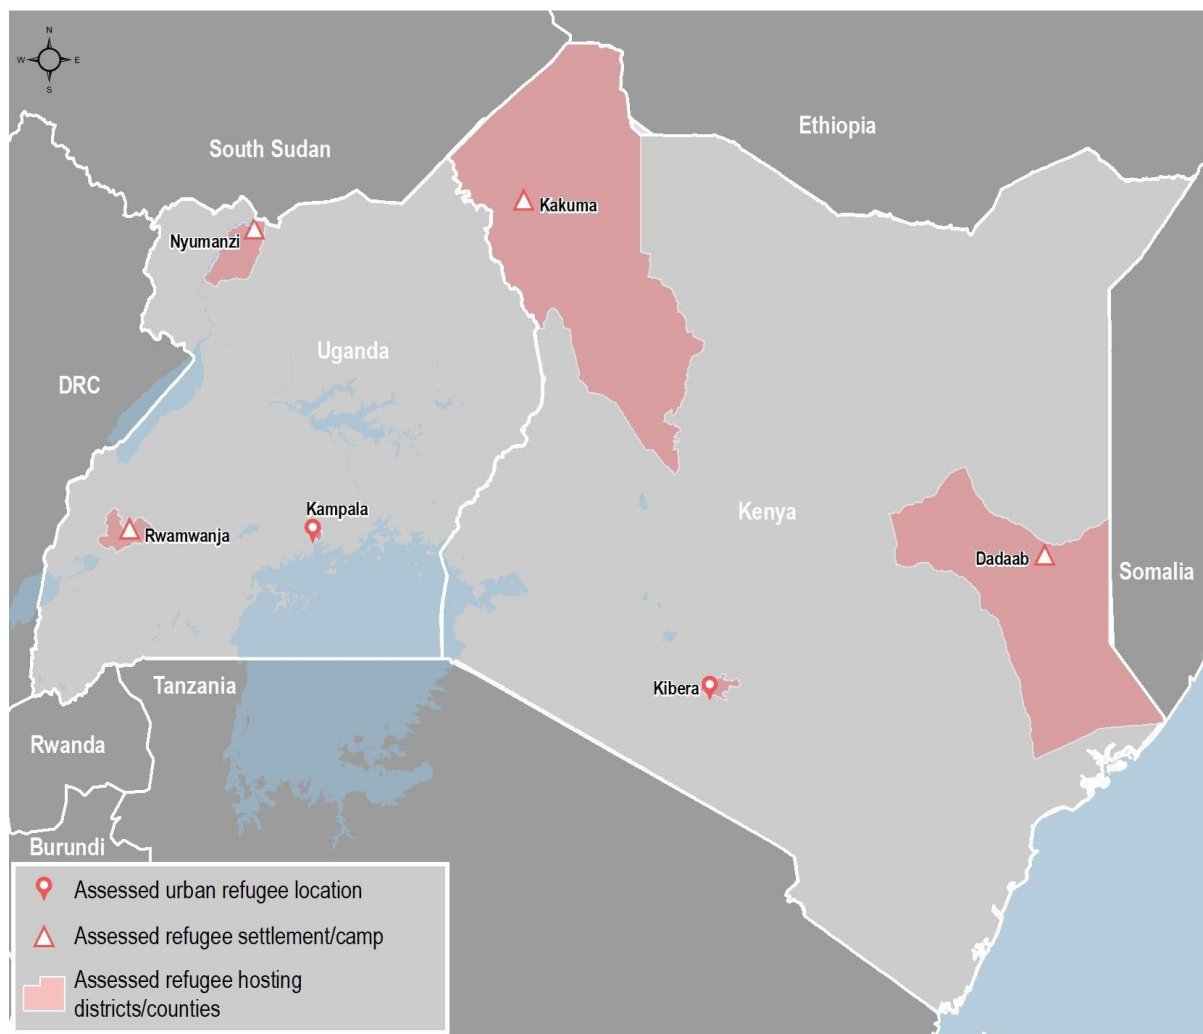 N
W E
S
Ethiopia
South Sudan
Kakuma
Nyumanzi
Uganda
DRC
Kampala
Kenya
Rwamwanja
Dadaab
Somalia
Tanzania
Kibera
Rwanda
Burundi
Assessed urban refugee location
Assessed refugee settlement/camp
Assessed refugee hosting
districts/counties